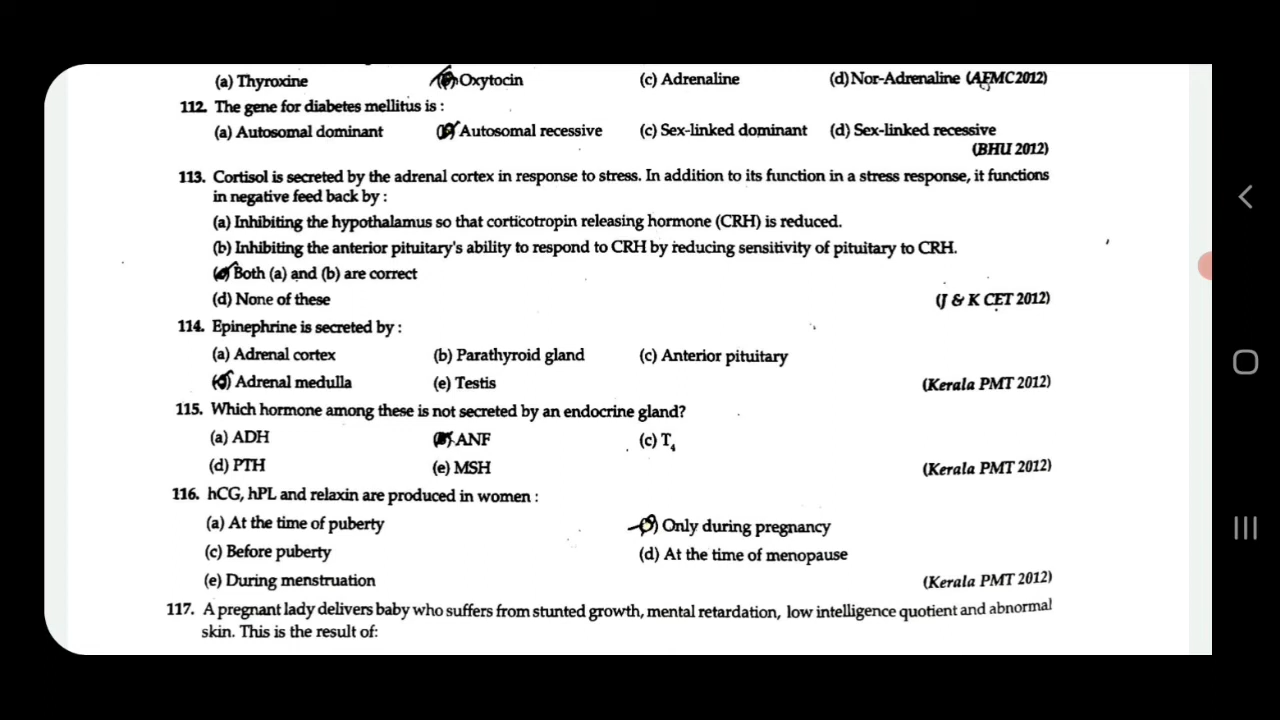 (a) Thyroxine (b) Oxytocin (c) Adrenaline (d) Nor-Adrenaline (AFMC 2012)
112. The gene for diabetes mellitus is :
(a) Autosomal dominant (b) Autosomal recessive (c) Sex-linked dominant (d) Sex-linked recessive
(BHU 2012)
113. Cortisol is secreted by the adrenal cortex in response to stress. In addition to its function in a stress response, it functions
in negative feed back by :
(a) Inhibiting the hypothalamus so that corticotropin releasing hormone (CRH) is reduced.
(b) Inhibiting the anterior pituitary's ability to respond to CRH by reducing sensitivity of pituitary to CRH.
(c) Both (a) and (b) are correct
(d) None of these (J & K CET 2012)
114. Epinephrine is secreted by :
(a) Adrenal cortex (b) Parathyroid gland (c) Anterior pituitary
(d) Adrenal medulla (e) Testis (Kerala PMT 2012)
115. Which hormone among these is not secreted by an endocrine gland?
(a) ADH (b) ANF (c) T4
(d) PTH (e) MSH (Kerala PMT 2012)
116. hCG, hPL and relaxin are produced in women :
(a) At the time of puberty (b) Only during pregnancy
(c) Before puberty (d) At the time of menopause
(e) During menstruation (Kerala PMT 2012)
117. A pregnant lady delivers baby who suffers from stunted growth, mental retardation, low intelligence quotient and abnormal
skin. This is the result of: